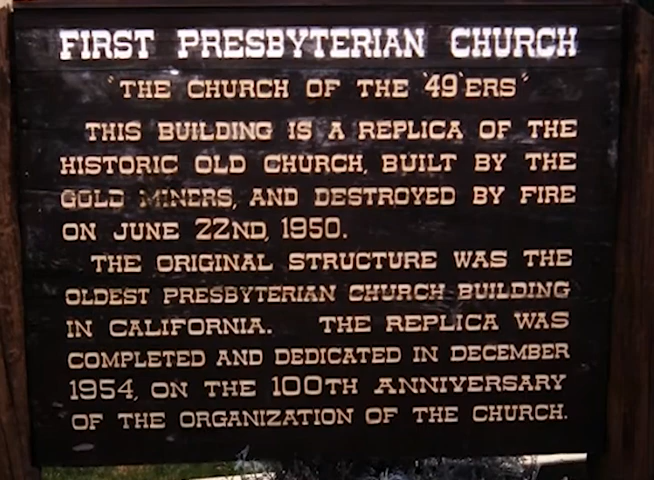 FIRST PRESBYTERIAN CHURCH
"THE CHURCH OF THE '49'ERS"
THIS BUILDING IS A REPLICA OF THE
HISTORIC OLD CHURCH, BUILT BY THE
GOLD MINERS, AND DESTROYED BY FIRE
ON JUNE 22ND, 1950.
THE ORIGINAL STRUCTURE WAS THE
OLDEST PRESBYTERIAN CHURCH BUILDING
IN CALIFORNIA. THE REPLICA WAS
COMPLETED AND DEDICATED IN DECEMBER
1954, ON THE 100TH ANNIVERSARY
OF THE ORGANIZATION OF THE CHURCH.